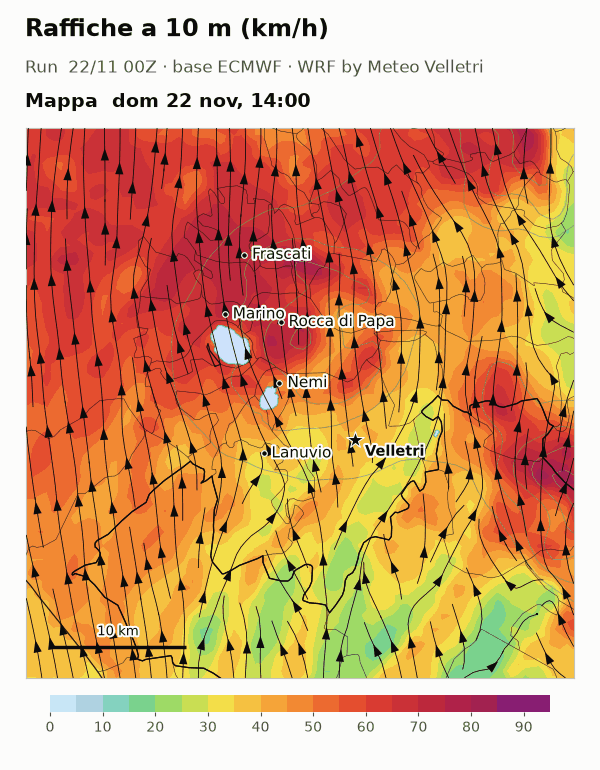 Raffiche a 10 m (km/h)
Run  22/11 00Z · base ECMWF · WRF by Meteo Velletri
Mappa  dom 22 nov, 14:00
Frascati
Marino
Rocca di Papa
Nemi
Lanuvio
Velletri
10 km
0 10 20 30 40 50 60 70 80 90